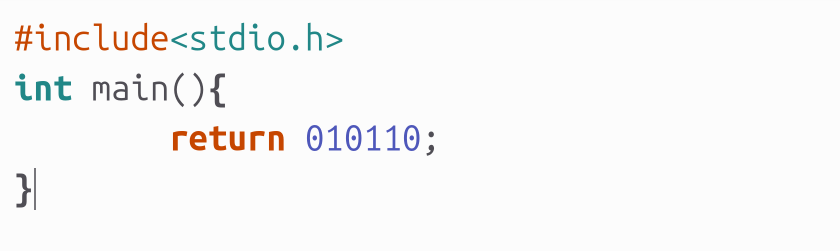 #include<stdio.h>
int main(){
        return 010110;
}